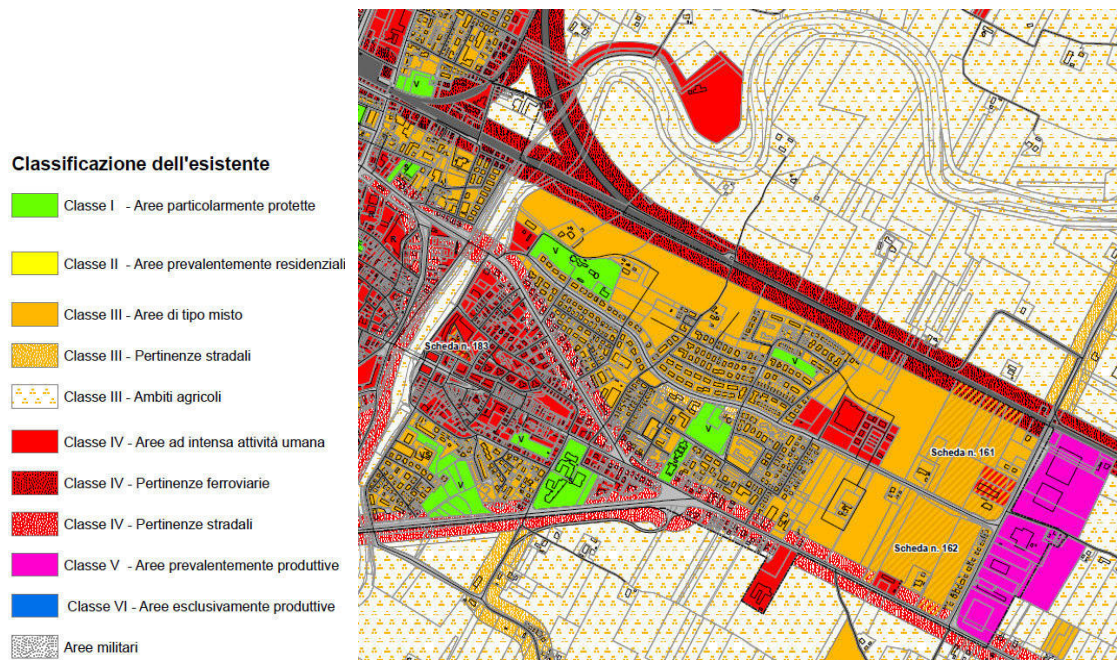 Classificazione dell'esistente
Classe I - Aree particolarmente protette
Classe II - Aree prevalentemente residenziali
Classe III - Aree di tipo misto
Classe III - Pertinenze stradali
Classe III - Ambiti agricoli
Classe IV - Aree ad intensa attività umana
Classe IV - Pertinenze ferroviarie
Classe IV - Pertinenze stradali
Classe V - Aree prevalentemente produttive
Classe VI - Aree esclusivamente produttive
Aree militari
V
V
V
Scheda n. 183
V
V
V
V
V
Scheda n. 161
Scheda n. 162